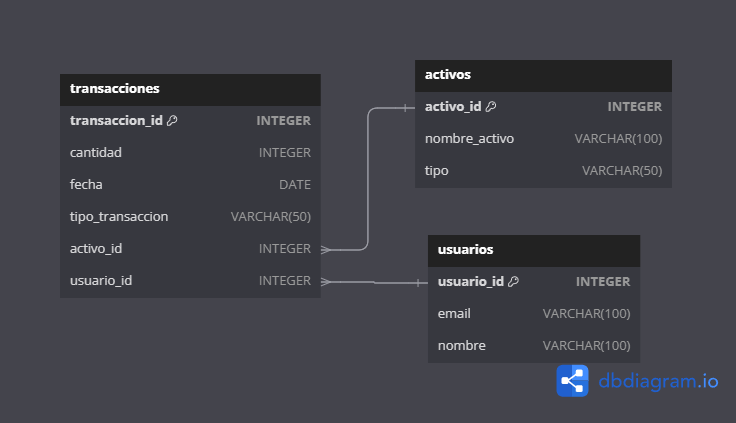 transacciones
transaccion_id INTEGER
cantidad INTEGER
fecha DATE
tipo_transaccion VARCHAR(50)
activo_id INTEGER
usuario_id INTEGER
activos
activo_id INTEGER
nombre_activo VARCHAR(100)
tipo VARCHAR(50)
usuarios
usuario_id INTEGER
email VARCHAR(100)
nombre VARCHAR(100)
dbdiagram.io